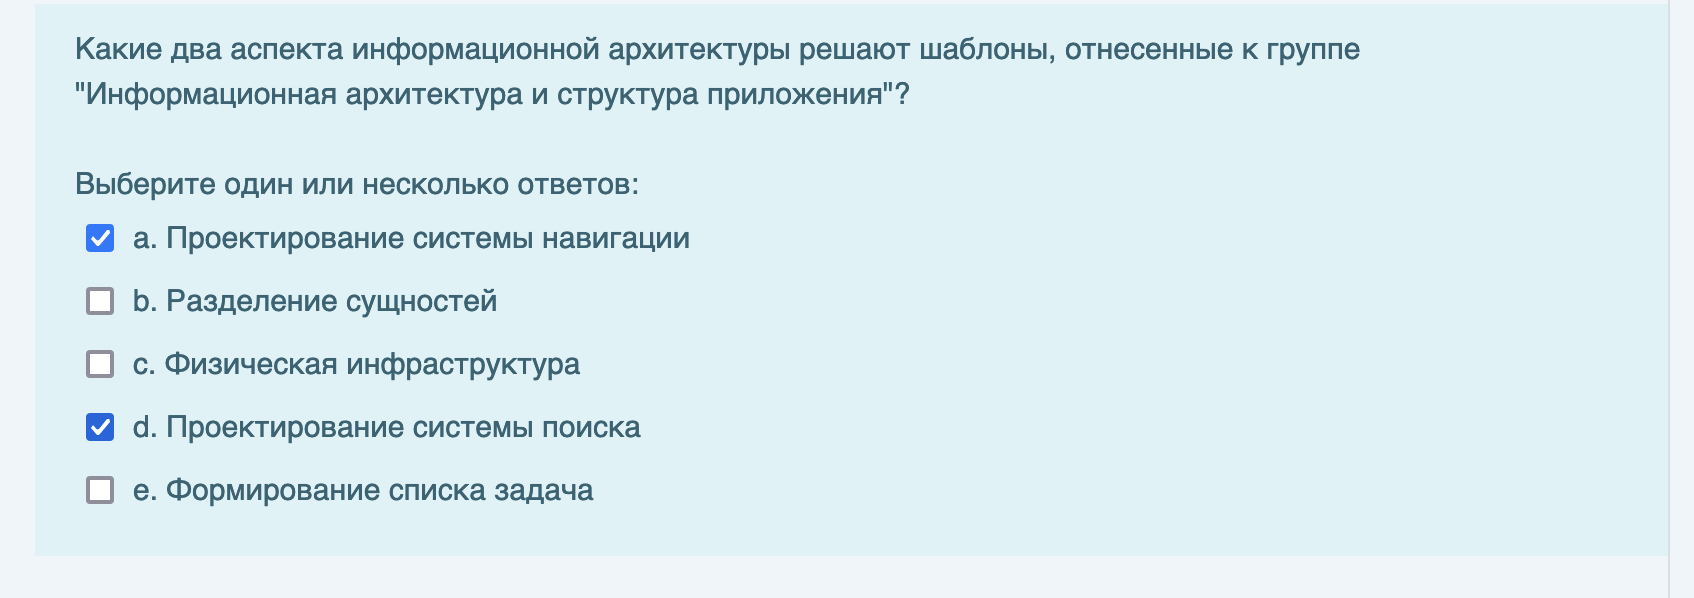 Какие два аспекта информационной архитектуры решают шаблоны, отнесенные к группе
"Информационная архитектура и структура приложения"?
Выберите один или несколько ответов:
a. Проектирование системы навигации
b. Разделение сущностей
c. Физическая инфраструктура
d. Проектирование системы поиска
e. Формирование списка задача